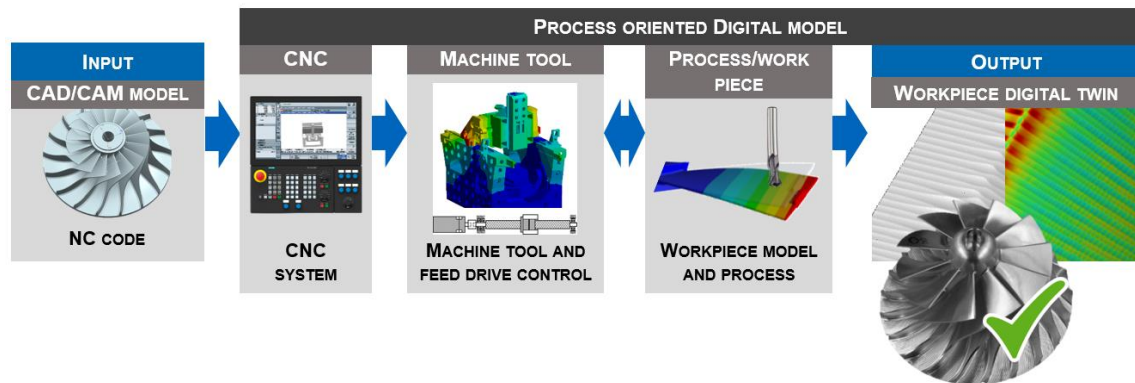 PROCESS ORIENTED DIGITAL MODEL
INPUT
CAD/CAM MODEL
NC CODE
CNC
CNC
SYSTEM
MACHINE TOOL
MACHINE TOOL AND
FEED DRIVE CONTROL
PROCESS/WORK
PIECE
WORKPIECE MODEL
AND PROCESS
OUTPUT
WORKPIECE DIGITAL TWIN